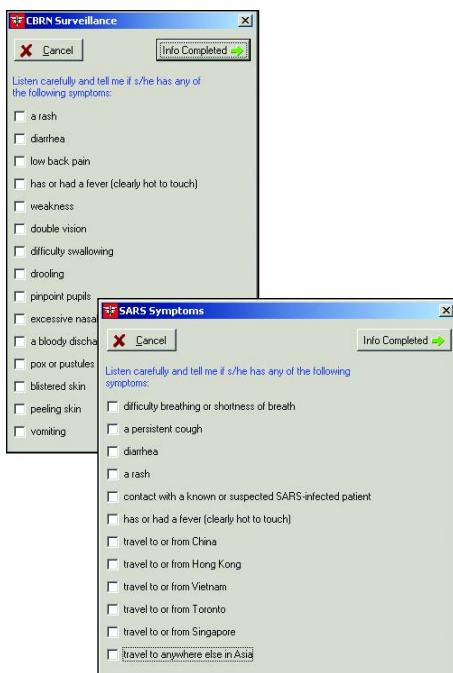 CBRN Surveillance
Cancel
Info Completed
Listen carefully and tell me if s/he has any of
the following symptoms:
a rash
diarrhea
low back pain
has or had a fever (clearly hot to touch)
weakness
double vision
difficulty swallowing
drooling
pinpoint pupils
excessive nasa
a bloody discha
pox or pustules
blistered skin
peeling skin
vomiting
SARS Symptoms
Cancel
Info Completed
Listen carefully and tell me if s/he has any of the following
symptoms:
difficulty breathing or shortness of breath
a persistent cough
diarrhea
a rash
contact with a known or suspected SARS-infected patient
has or had a fever (clearly hot to touch)
travel to or from China
travel to or from Hong Kong
travel to or from Vietnam
travel to or from Toronto
travel to or from Singapore
travel to anywhere else in Asia